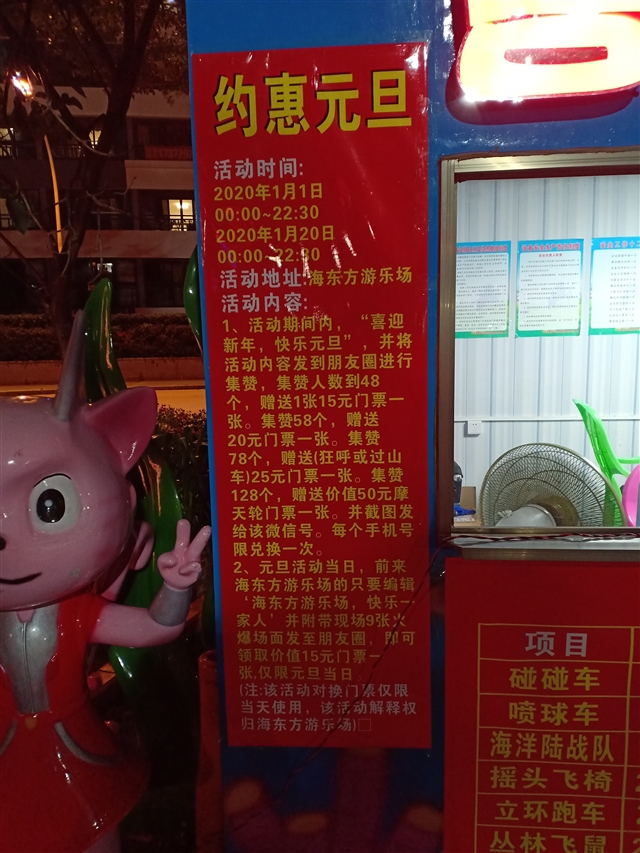 约惠元旦
活动时间:
2020年1月1日
00:00~22:30
2020年1月20日
00:00~22:30
活动地址:海东方游乐场
活动内容:
1、活动期间内，“喜迎
新年，快乐元旦”，并将
活动内容发到朋友圈进行
集赞，集赞人数到48
个，赠送1张15元门票一
张。集赞58个，赠送
20元门票一张。集赞
78个，赠送(狂呼或过山
车)25元门票一张。集赞
128个，赠送价值50元摩
天轮门票一张。并截图发
给该微信号。每个手机号
限兑换一次。
2、元旦活动当日，前来
海东方游乐场的只要编辑
‘海东方游乐场，快乐一
家人’并附带现场9张火
爆场面发至朋友圈，即可
领取价值15元门票一
张,仅限元旦当日
(注:该活动对换门票仅限
当天使用，该活动解释权
归海东方游乐场)□
项目
碰碰车
喷球车
海洋陆战队
摇头飞椅
立环跑车
丛林飞鼠